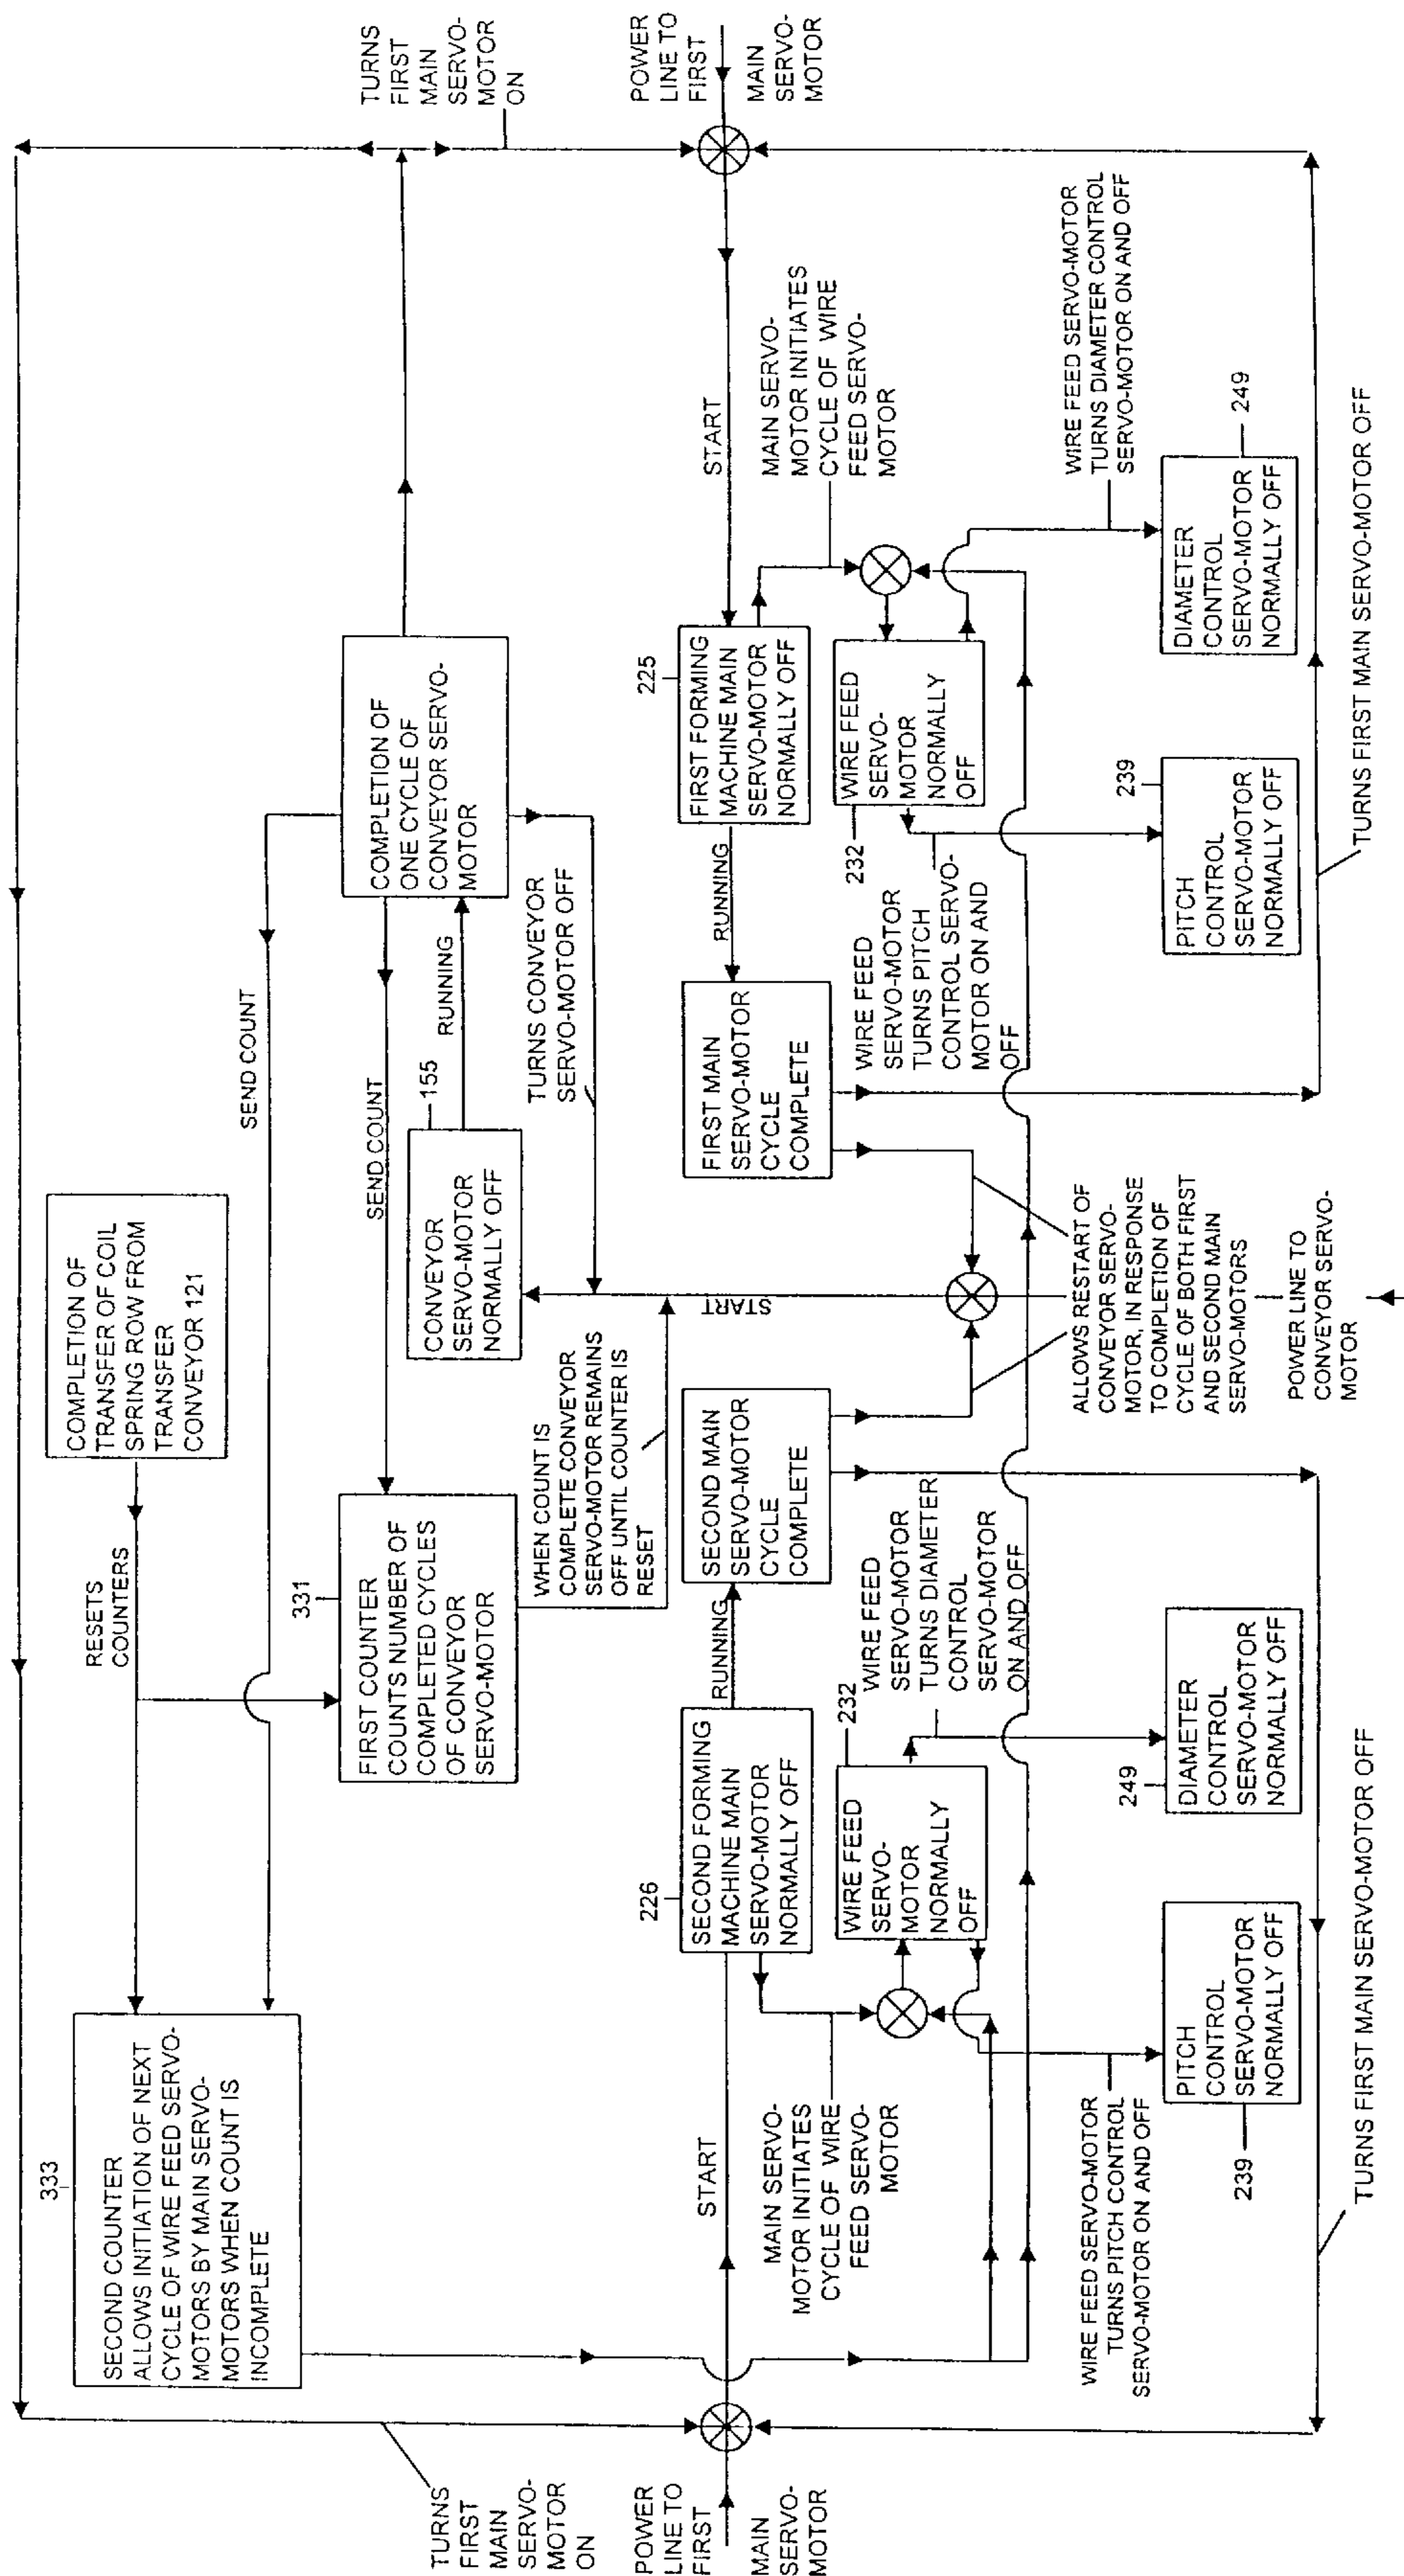 TURNS
FIRST
MAIN
SERVO-
MOTOR
ON
POWER
LINE TO
FIRST
MAIN
SERVO-
MOTOR
333
SECOND COUNTER
ALLOWS INITIATION OF NEXT
CYCLE OF WIRE FEED SERVO-
MOTORS BY MAIN SERVO-
MOTORS WHEN COUNT IS
INCOMPLETE
RESETS
COUNTERS
COMPLETION OF
TRANSFER OF COIL
SPRING ROW FROM
TRANSFER
CONVEYOR 121
SEND COUNT
331
FIRST COUNTER
COUNTS NUMBER OF
COMPLETED CYCLES
OF CONVEYOR
SERVO-MOTOR
SEND COUNT
155
CONVEYOR
SERVO-MOTOR
NORMALLY OFF
RUNNING
COMPLETION OF
ONE CYCLE OF
CONVEYOR SERVO-
MOTOR
TURNS CONVEYOR
SERVO-MOTOR OFF
WHEN COUNT IS
COMPLETE CONVEYOR
SERVO-MOTOR REMAINS
OFF UNTIL COUNTER IS
RESET
START
TURNS
FIRST
MAIN
SERVO-
MOTOR
ON
POWER
LINE TO
FIRST
MAIN
SERVO-
MOTOR
START
226
SECOND FORMING
MACHINE MAIN
SERVO-MOTOR
NORMALLY OFF
RUNNING
SECOND MAIN
SERVO-MOTOR
CYCLE
COMPLETE
FIRST MAIN
SERVO-MOTOR
CYCLE
COMPLETE
RUNNING
225
FIRST FORMING
MACHINE MAIN
SERVO-MOTOR
NORMALLY OFF
START
MAIN SERVO-
MOTOR INITIATES
CYCLE OF WIRE
FEED SERVO-
MOTOR
232
WIRE FEED
SERVO-
MOTOR
NORMALLY
OFF
WIRE FEED
SERVO-MOTOR
TURNS DIAMETER
CONTROL
SERVO-MOTOR
ON AND OFF
WIRE FEED
SERVO-MOTOR
TURNS PITCH
CONTROL SERVO-
MOTOR ON AND
OFF
232
WIRE FEED
SERVO-
MOTOR
NORMALLY
OFF
MAIN SERVO-
MOTOR INITIATES
CYCLE OF WIRE
FEED SERVO-
MOTOR
WIRE FEED SERVO-MOTOR
TURNS PITCH CONTROL
SERVO-MOTOR ON AND OFF
239
PITCH
CONTROL
SERVO-MOTOR
NORMALLY OFF
249
DIAMETER
CONTROL
SERVO-MOTOR
NORMALLY OFF
ALLOWS RESTART OF
CONVEYOR SERVO-
MOTOR, IN RESPONSE
TO COMPLETION OF
CYCLE OF BOTH FIRST
AND SECOND MAIN
SERVO-MOTORS
POWER LINE TO
CONVEYOR SERVO-
MOTOR
239
PITCH
CONTROL
SERVO-MOTOR
NORMALLY OFF
WIRE FEED SERVO-MOTOR
TURNS DIAMETER CONTROL
SERVO-MOTOR ON AND OFF
249
DIAMETER
CONTROL
SERVO-MOTOR
NORMALLY OFF
TURNS FIRST MAIN SERVO-MOTOR OFF
TURNS FIRST MAIN SERVO-MOTOR OFF